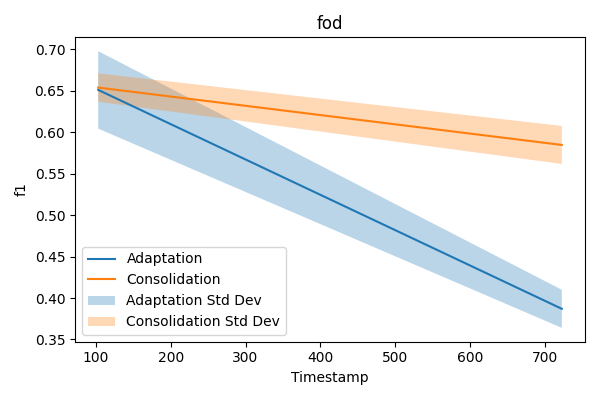 fod
0.70
0.65
0.60
0.55
0.50
0.45
0.40
0.35
f1
Adaptation
Consolidation
Adaptation Std Dev
Consolidation Std Dev
100 200 300 400 500 600 700
Timestamp